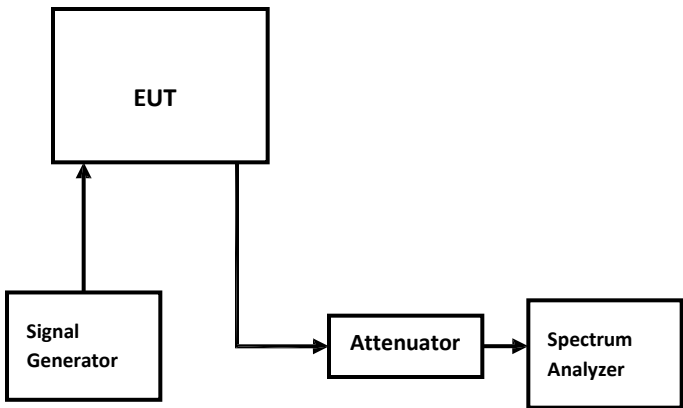 EUT
Signal
Generator
Attenuator
Spectrum
Analyzer